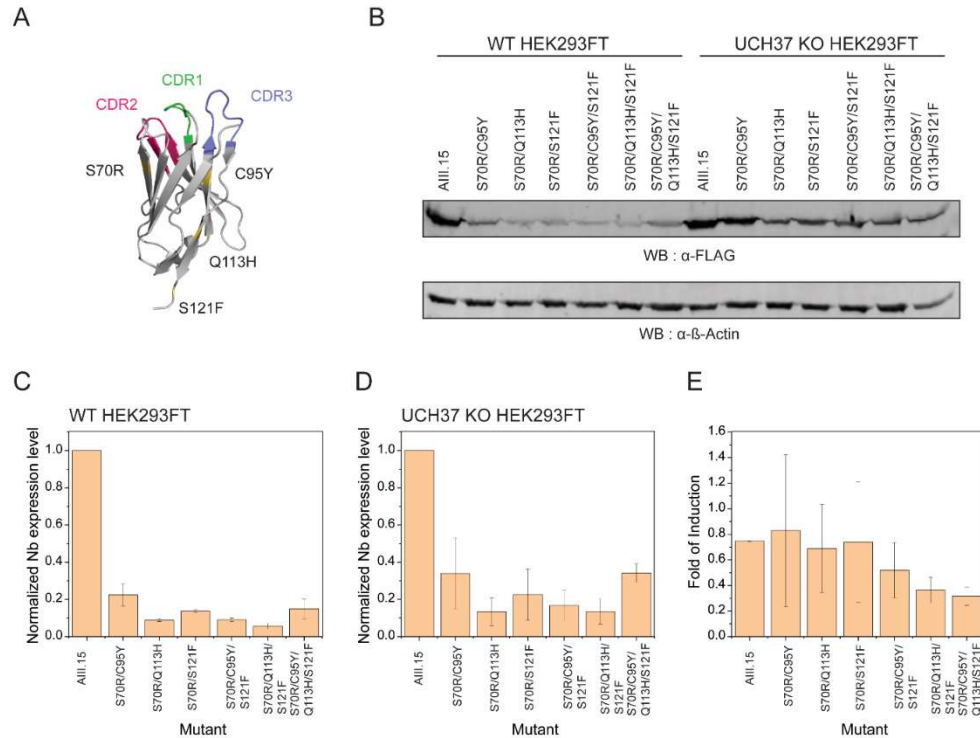 A
CDR1
CDR2
CDR3
S70R
C95Y
Q113H
S121F
B
WT HEK293FT
UCH37 KO HEK293FT
AIII.15
S70R/C95Y
S70R/Q113H
S70R/S121F
S70R/C95Y/S121F
S70R/Q113H/S121F
S70R/C95Y/
Q113H/S121F
AIII.15
S70R/C95Y
S70R/Q113H
S70R/S121F
S70R/C95Y/S121F
S70R/Q113H/S121F
S70R/C95Y/
Q113H/S121F
WB : α-FLAG
WB : α-ß-Actin
C
WT HEK293FT
Normalized Nb expression level
1.0
0.8
0.6
0.4
0.2
0.0
AIII.15
S70R/C95Y
S70R/Q113H
S70R/S121F
S70R/C95Y/
S121F
S70R/Q113H/
S121F
S70R/C95Y/
Q113H/S121F
Mutant
D
UCH37 KO HEK293FT
Normalized Nb expression level
1.0
0.8
0.6
0.4
0.2
0.0
AIII.15
S70R/C95Y
S70R/Q113H
S70R/S121F
S70R/C95Y/
S121F
S70R/Q113H/
S121F
S70R/C95Y/
Q113H/S121F
Mutant
E
Fold of Induction
1.6
1.4
1.2
1.0
0.8
0.6
0.4
0.2
0.0
AIII.15
S70R/C95Y
S70R/Q113H
S70R/S121F
S70R/C95Y/
S121F
S70R/Q113H/
S121F
S70R/C95Y/
Q113H/S121F
Mutant